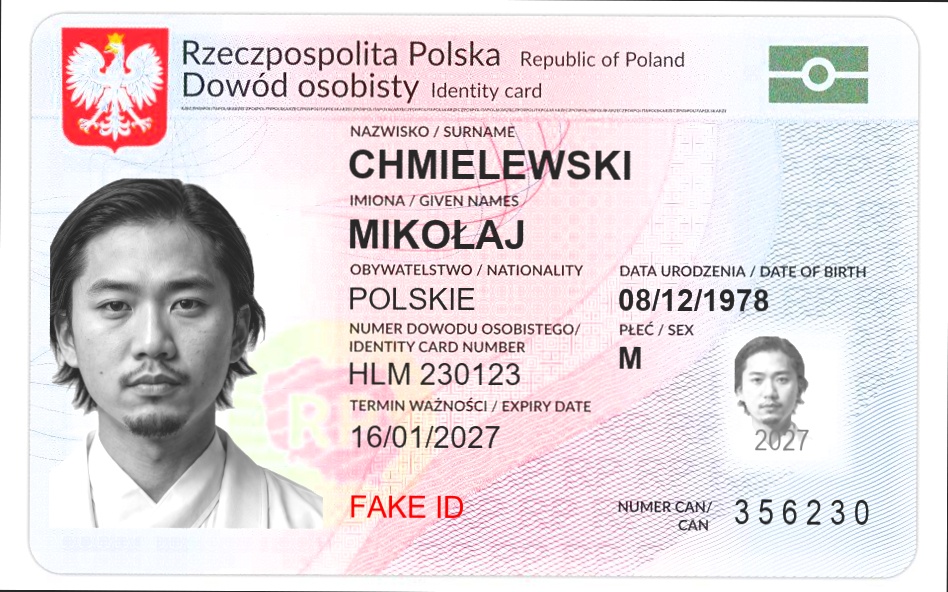 Rzeczpospolita Polska Republic of Poland
Dowód osobisty Identity card
NAZWISKO / SURNAME
CHMIELEWSKI
IMIONA / GIVEN NAMES
MIKOŁAJ
OBYWATELSTWO / NATIONALITY
POLSKIE
DATA URODZENIA / DATE OF BIRTH
08/12/1978
NUMER DOWODU OSOBISTEGO/
IDENTITY CARD NUMBER
HLM 230123
PŁEĆ / SEX
M
TERMIN WAŻNOŚCI / EXPIRY DATE
16/01/2027
2027
FAKE ID
NUMER CAN/
CAN
356230